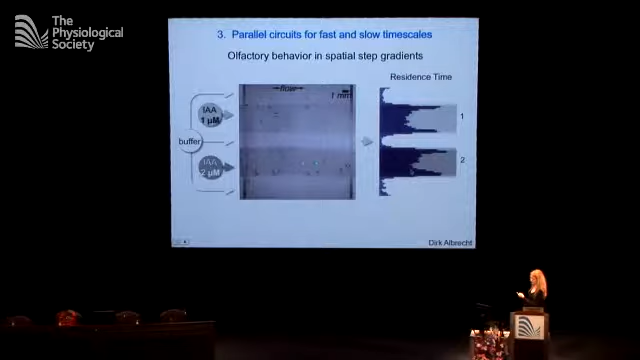 The
Physiological
Society
3. Parallel circuits for fast and slow timescales
Olfactory behavior in spatial step gradients
Residence Time
flow
1 mm
IAA
1 µM
buffer
IAA
2 µM
1
2
Dirk Albrecht